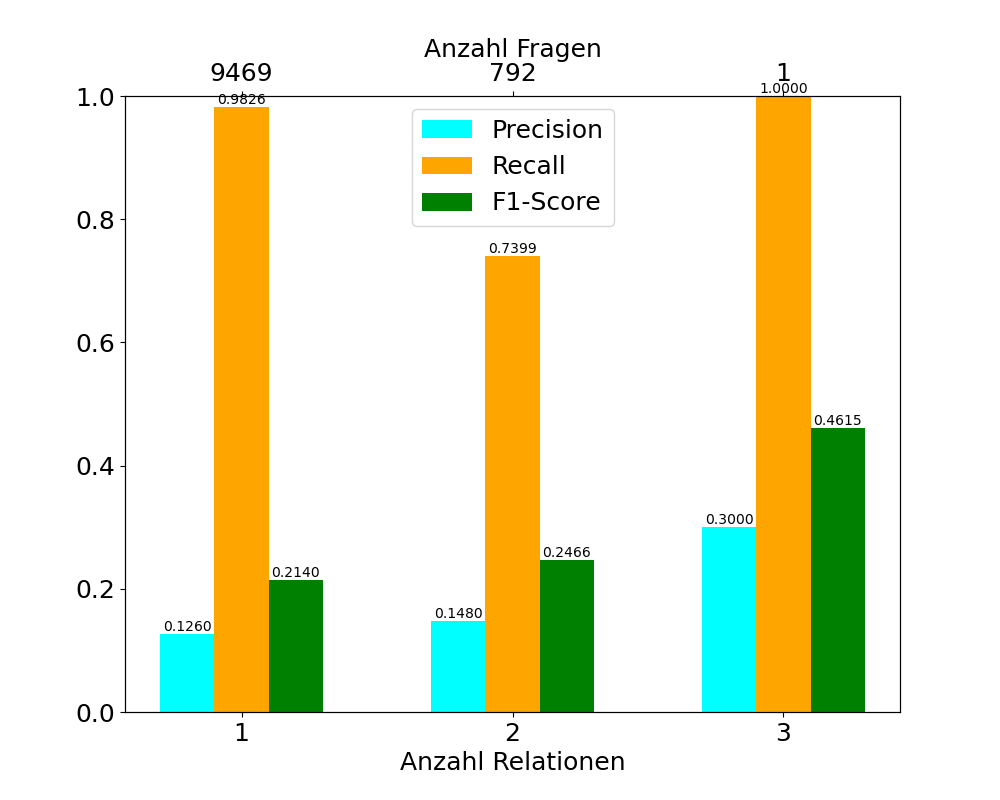 Anzahl Fragen
9469 792 1
1.0 0.9826 1.0000
Precision
Recall
F1-Score
0.8
0.7399
0.6
0.4615
0.4
0.3000
0.2466
0.2140
0.2
0.1480
0.1260
0.0
1 2 3
Anzahl Relationen